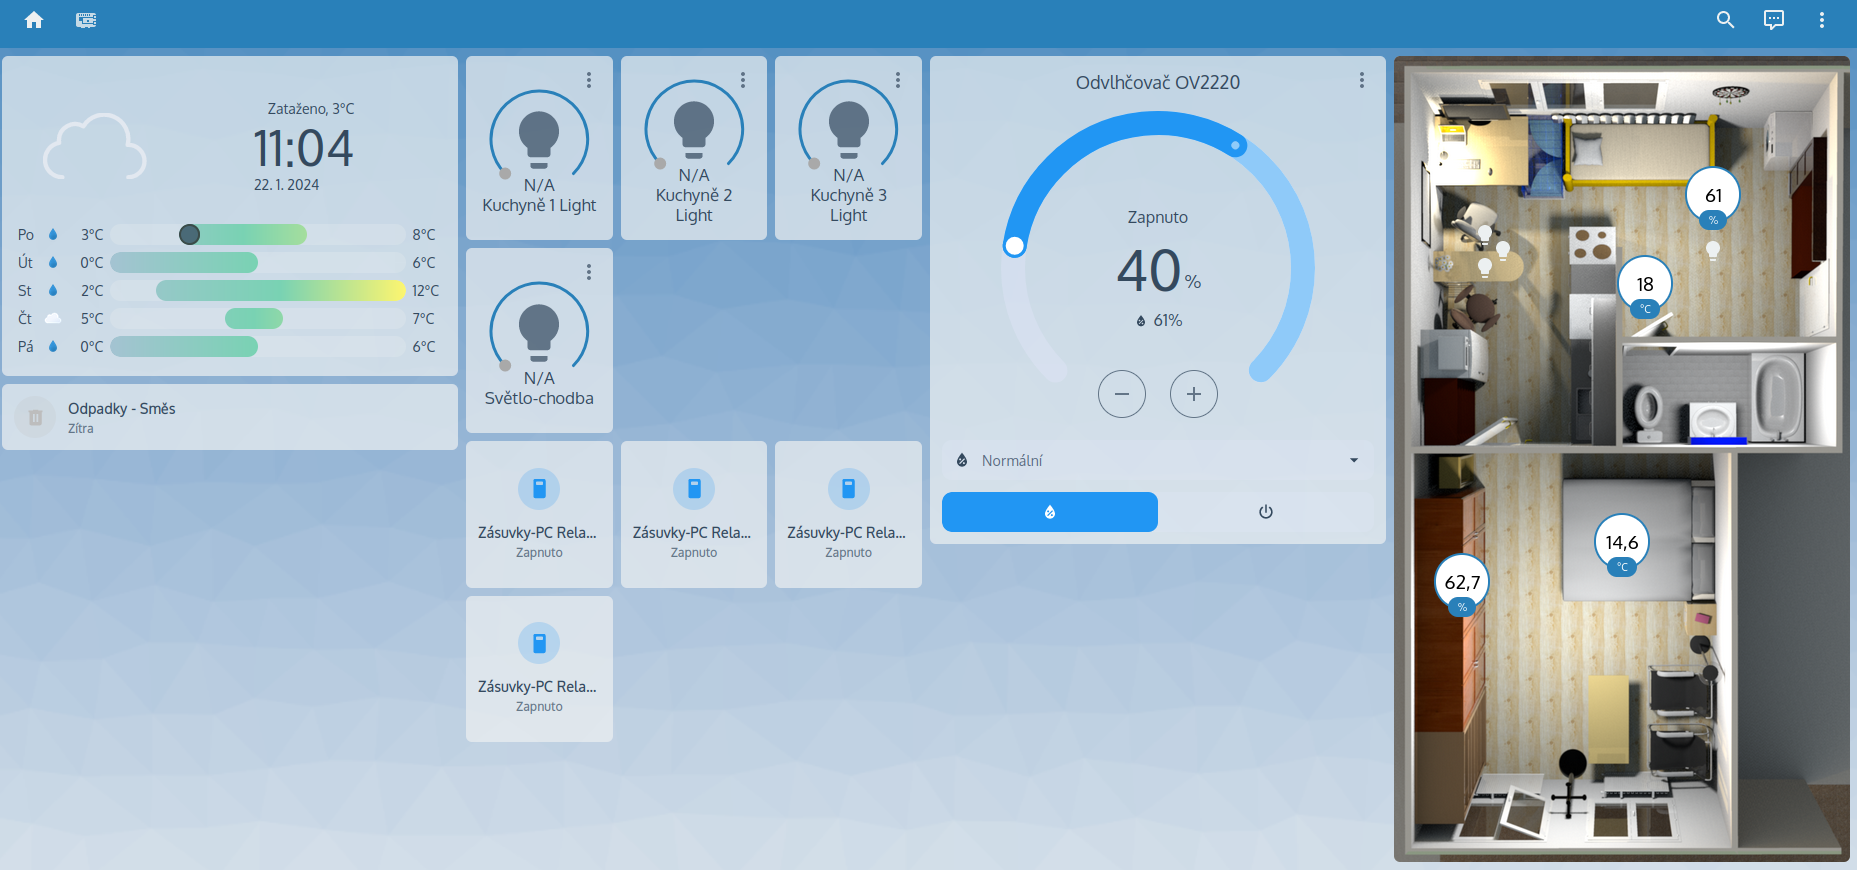 Zataženo, 3°C
11:04
22. 1. 2024
Po 3°C 8°C
Út 0°C 6°C
St 2°C 12°C
Čt 5°C 7°C
Pá 0°C 6°C
Odpadky - Směs
Zítra
N/A
Kuchyně 1 Light
N/A
Kuchyně 2
Light
N/A
Kuchyně 3
Light
N/A
Světlo-chodba
Zásuvky-PC Rela...
Zapnuto
Zásuvky-PC Rela...
Zapnuto
Zásuvky-PC Rela...
Zapnuto
Zásuvky-PC Rela...
Zapnuto
Odvlhčovač OV2220
Zapnuto
40 %
61%
Normální
61
%
18
°C
14,6
°C
62,7
%